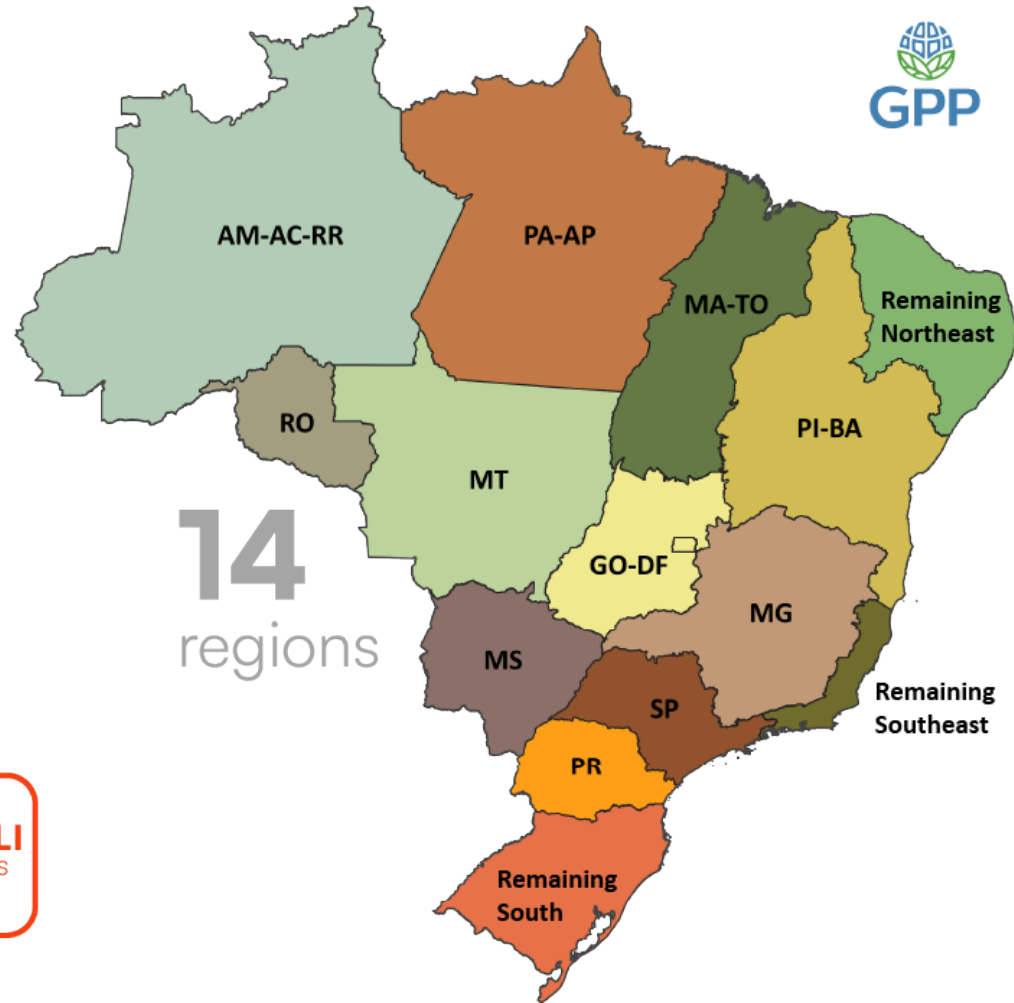 GPP
AM-AC-RR
PA-AP
MA-TO
Remaining
Northeast
RO
PI-BA
MT
14
regions
GO-DF
MG
MS
Remaining
Southeast
SP
PR
LI
S
Remaining
South